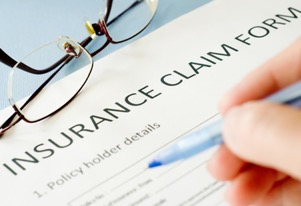 INSURANCE CLAIM FORM
1. Policy holder details